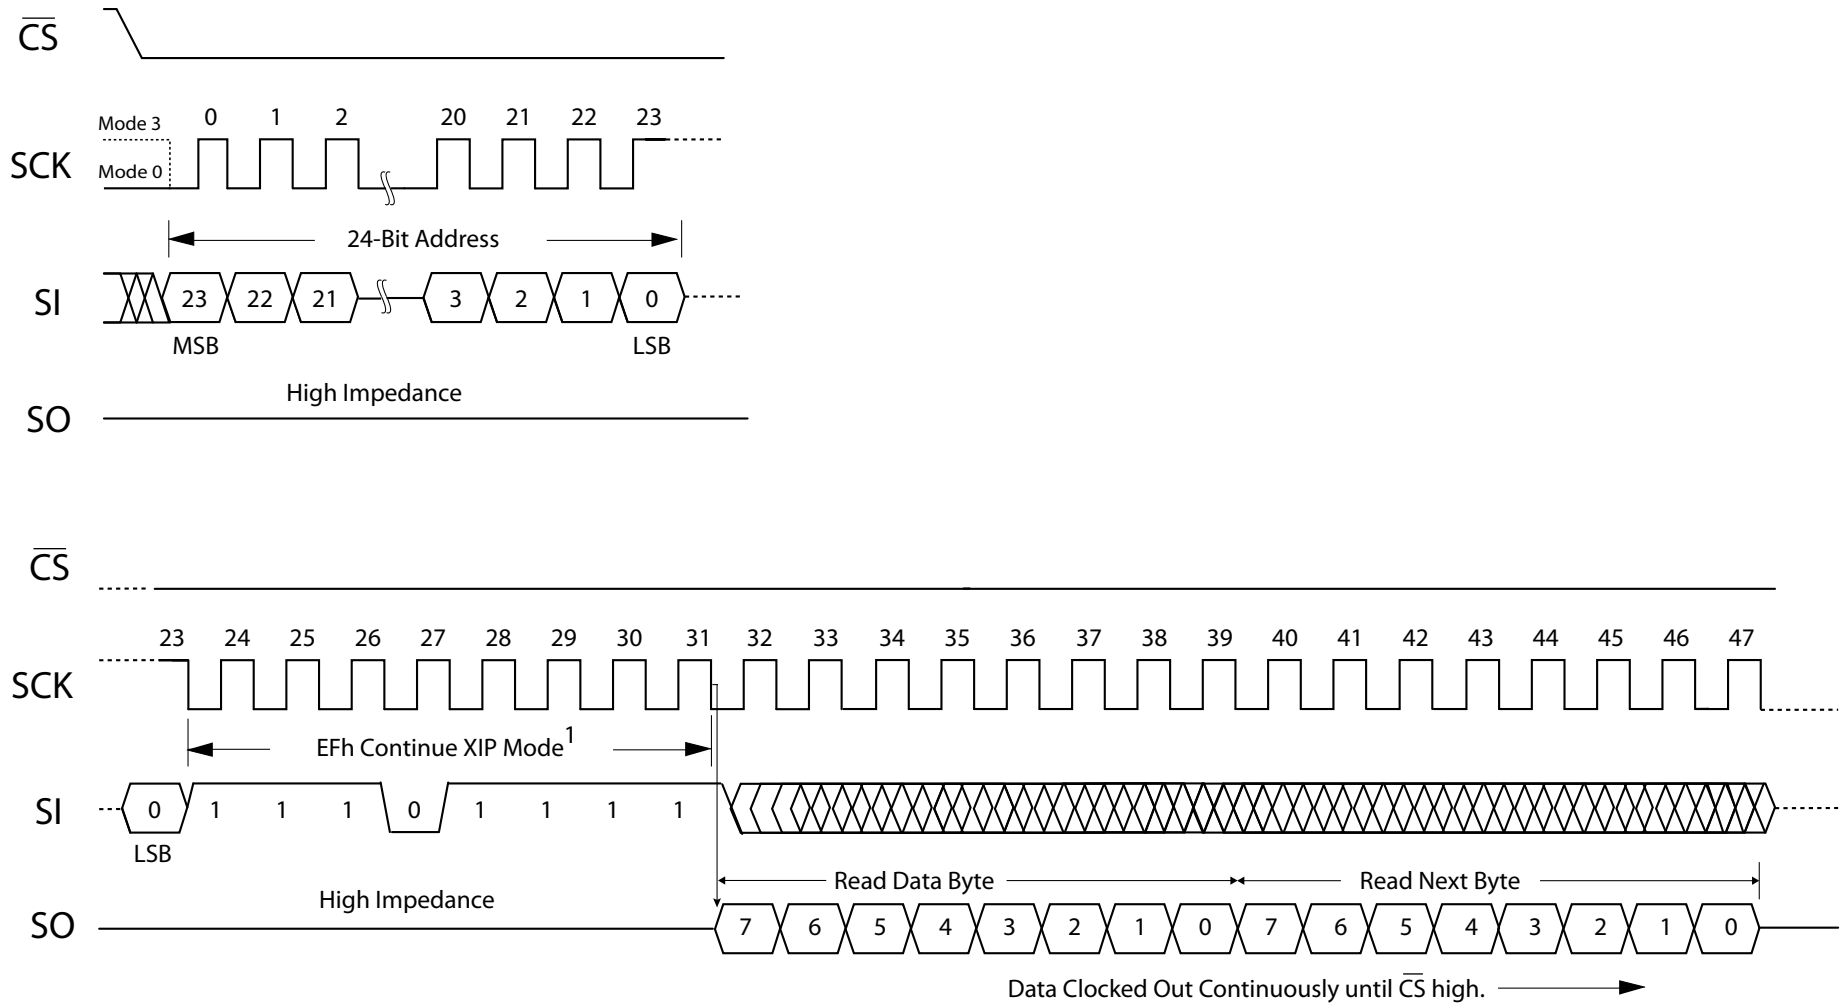 CS
0 1 2 20 21 22 23
Mode 3
SCK
Mode 0
24-Bit Address
SI 23 22 21 3 2 1 0
MSB LSB
High Impedance
SO
CS
23 24 25 26 27 28 29 30 31 32 33 34 35 36 37 38 39 40 41 42 43 44 45 46 47
SCK
EFh Continue XIP Mode1
SI 0 1 1 1 0 1 1 1 1
LSB
Read Data Byte Read Next Byte
High Impedance
SO 7 6 5 4 3 2 1 0 7 6 5 4 3 2 1 0
Data Clocked Out Continuously until CS high.